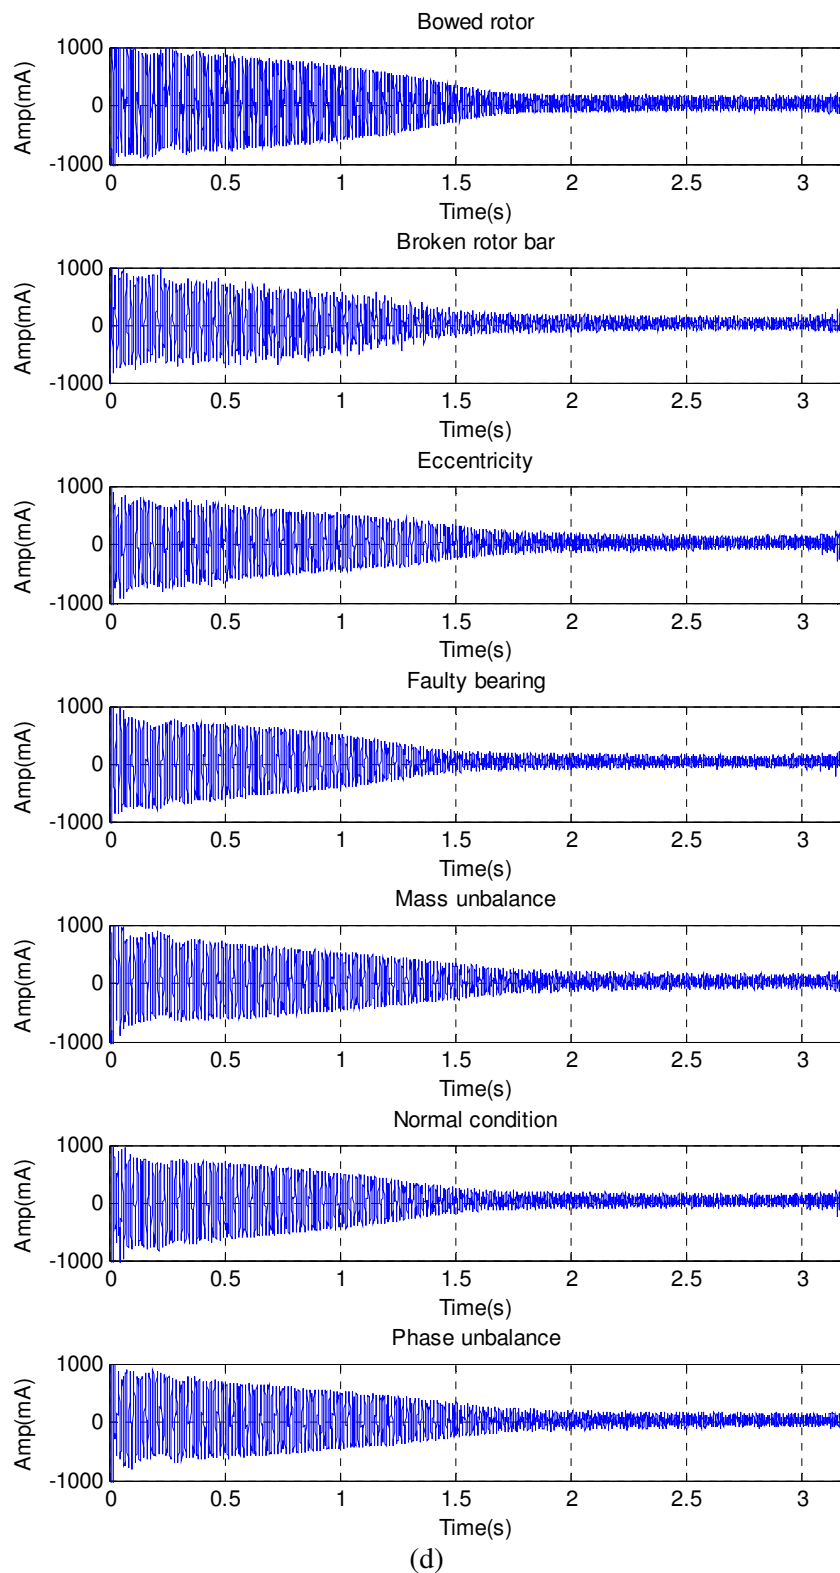 Bowed rotor
1000
0
-1000
Amp(mA)
0 0.5 1 1.5 2 2.5 3
Time(s)
Broken rotor bar
1000
0
-1000
Amp(mA)
0 0.5 1 1.5 2 2.5 3
Time(s)
Eccentricity
1000
0
-1000
Amp(mA)
0 0.5 1 1.5 2 2.5 3
Time(s)
Faulty bearing
1000
0
-1000
Amp(mA)
0 0.5 1 1.5 2 2.5 3
Time(s)
Mass unbalance
1000
0
-1000
Amp(mA)
0 0.5 1 1.5 2 2.5 3
Time(s)
Normal condition
1000
0
-1000
Amp(mA)
0 0.5 1 1.5 2 2.5 3
Time(s)
Phase unbalance
1000
0
-1000
Amp(mA)
0 0.5 1 1.5 2 2.5 3
Time(s)
(d)